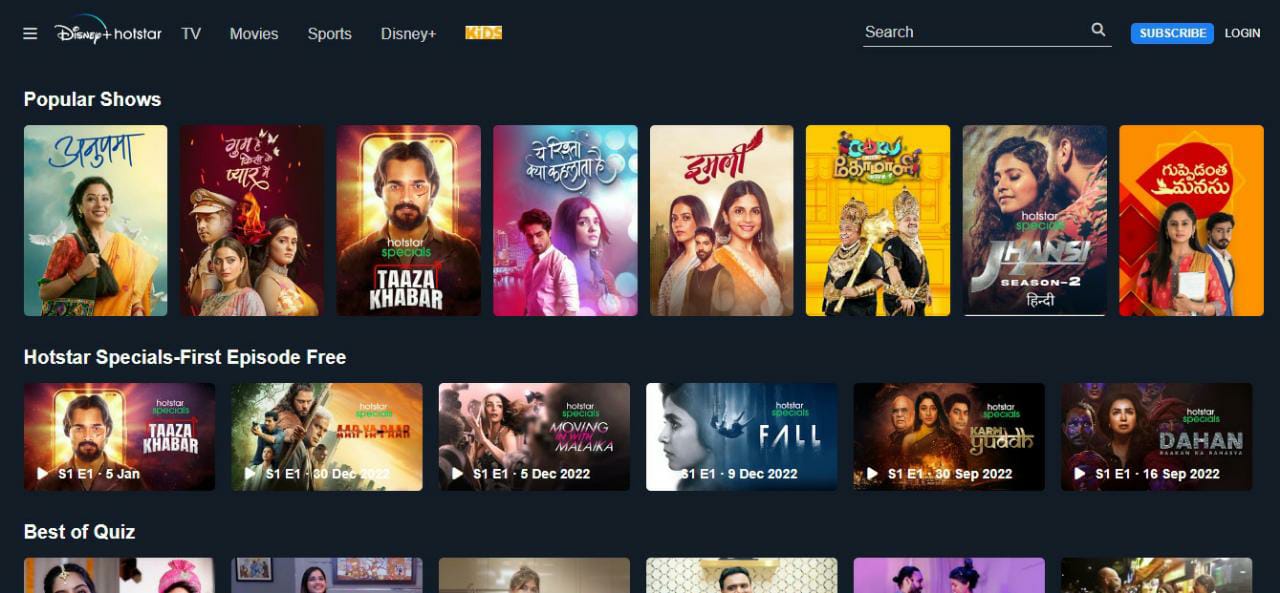 Disney+ hotstar TV Movies Sports Disney+ KiDS Search SUBSCRIBE LOGIN
Popular Shows
अनुपमा
गुम है
किसी के
प्यार में
hotstar
specials
TAAZA
KHABAR
ये रिश्ता
क्या कहलाता है
इमली
கோமாளி
hotstar
specials
JHANSI
SEASON-2
हिन्दी
గుప్పెడంత
మనసు
Hotstar Specials-First Episode Free
hotstar
specials
TAAZA
KHABAR
S1 E1 · 5 Jan
hotstar
specials
AAR YA PAAR
S1 E1 · 30 Dec 2022
hotstar
specials
MOVING
IN WITH
MALAIKA
S1 E1 · 5 Dec 2022
hotstar
specials
FALL
S1 E1 · 9 Dec 2022
hotstar
specials
KARM
yuddh
S1 E1 · 30 Sep 2022
hotstar
specials
DAHAN
RAAKAN KA RAHASYA
S1 E1 · 16 Sep 2022
Best of Quiz